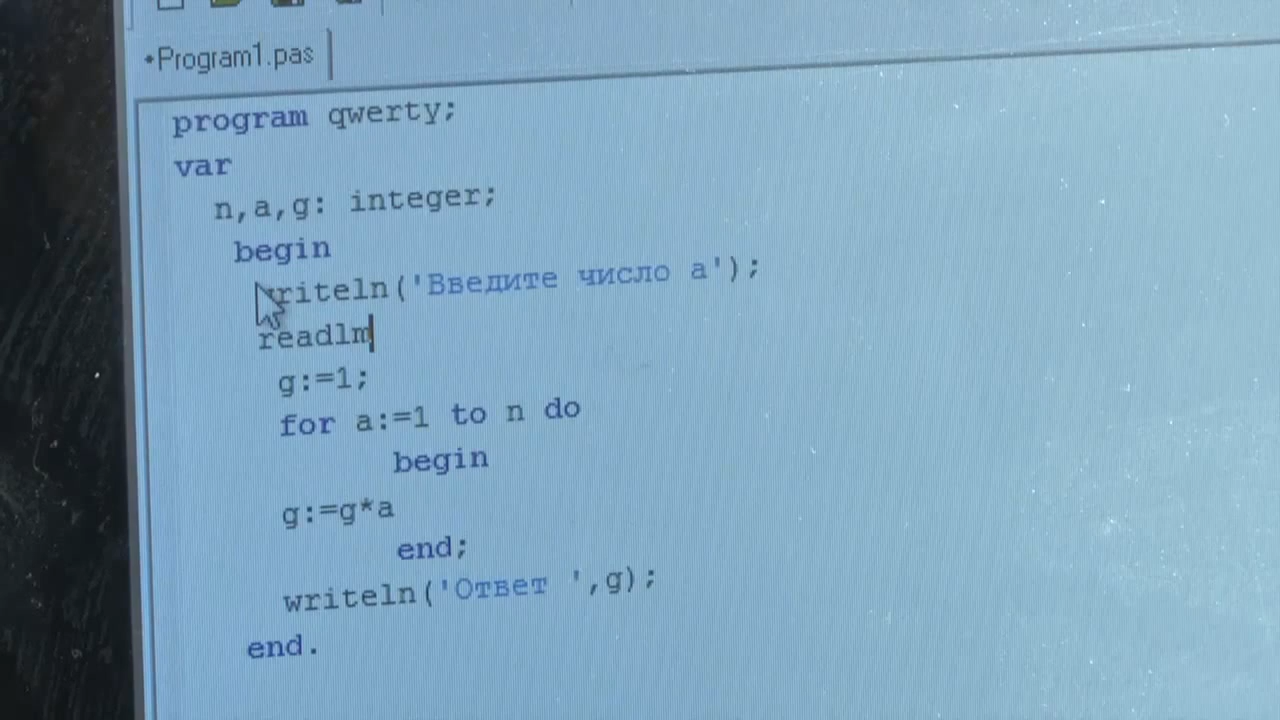 •Program1.pas
program qwerty;
var
n,a,g: integer;
begin
writeln('Введите число a');
readlm
g:=1;
for a:=1 to n do
begin
g:=g*a
end;
writeln('Ответ ',g);
end.